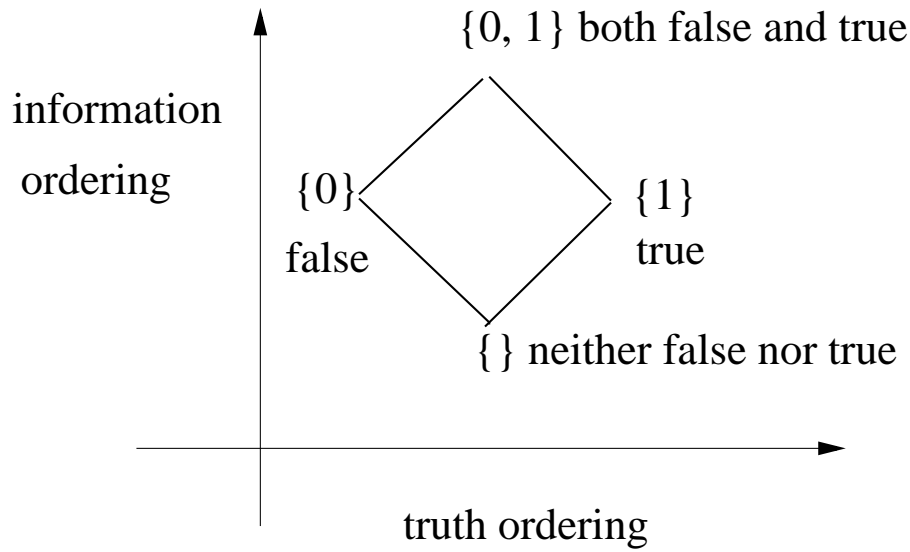 {0, 1} both false and true
information
ordering
{0}
false
{1}
true
{} neither false nor true
truth ordering